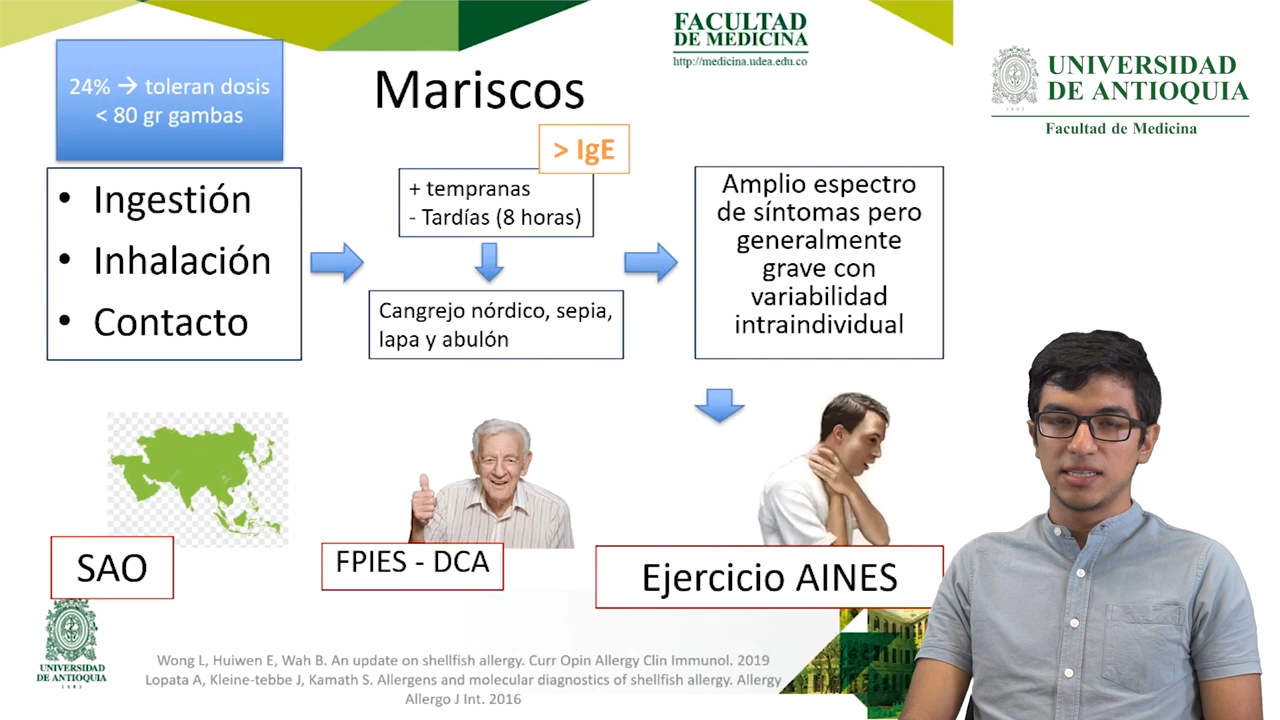 FACULTAD
DE MEDICINA
http://medicina.udea.edu.co
UNIVERSIDAD
DE ANTIOQUIA
1803
Facultad de Medicina
24% → toleran dosis
< 80 gr gambas
Mariscos
> IgE
• Ingestión
• Inhalación
• Contacto
+ tempranas
- Tardías (8 horas)
Cangrejo nórdico, sepia,
lapa y abulón
Amplio espectro
de síntomas pero
generalmente
grave con
variabilidad
intraindividual
SAO
FPIES - DCA
Ejercicio AINES
UNIVERSIDAD
DE ANTIOQUIA
1803
Wong L, Huiwen E, Wah B. An update on shellfish allergy. Curr Opin Allergy Clin Immunol. 2019
Lopata A, Kleine-tebbe J, Kamath S. Allergens and molecular diagnostics of shellfish allergy. Allergy
Allergo J Int. 2016